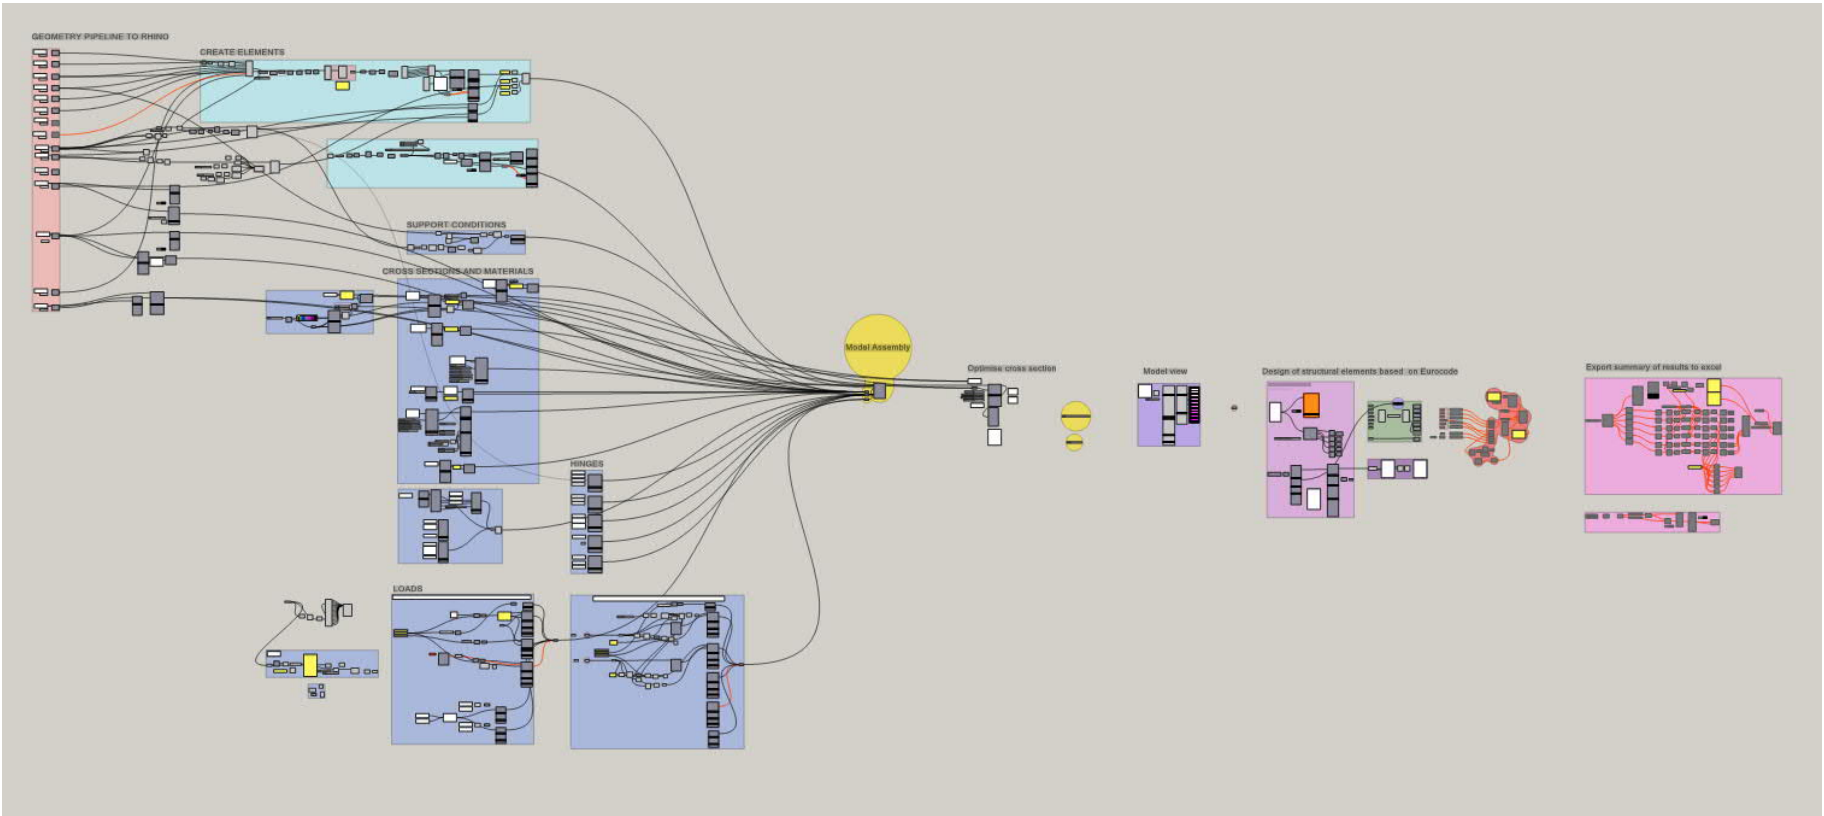 GEOMETRY PIPELINE TO RHINO
CREATE ELEMENTS
SUPPORT CONDITIONS
CROSS SECTIONS AND MATERIALS
Model Assembly
Optimise cross section
Model view
Design of structural elements based on Eurocode
Export summary of results to excel
HINGES
LOADS